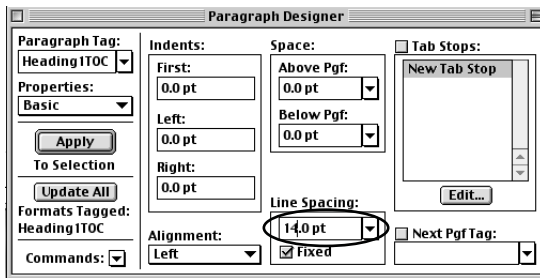 Paragraph Designer
Paragraph Tag:
Heading1TOC
Properties:
Basic
Apply
To Selection
Update All
Formats Tagged:
Heading1TOC
Commands:
Indents:
First:
0.0 pt
Left:
0.0 pt
Right:
0.0 pt
Alignment:
Left
Space:
Above Pgf:
0.0 pt
Below Pgf:
0.0 pt
Line Spacing:
14.0 pt
Fixed
Tab Stops:
New Tab Stop
Edit...
Next Pgf Tag: